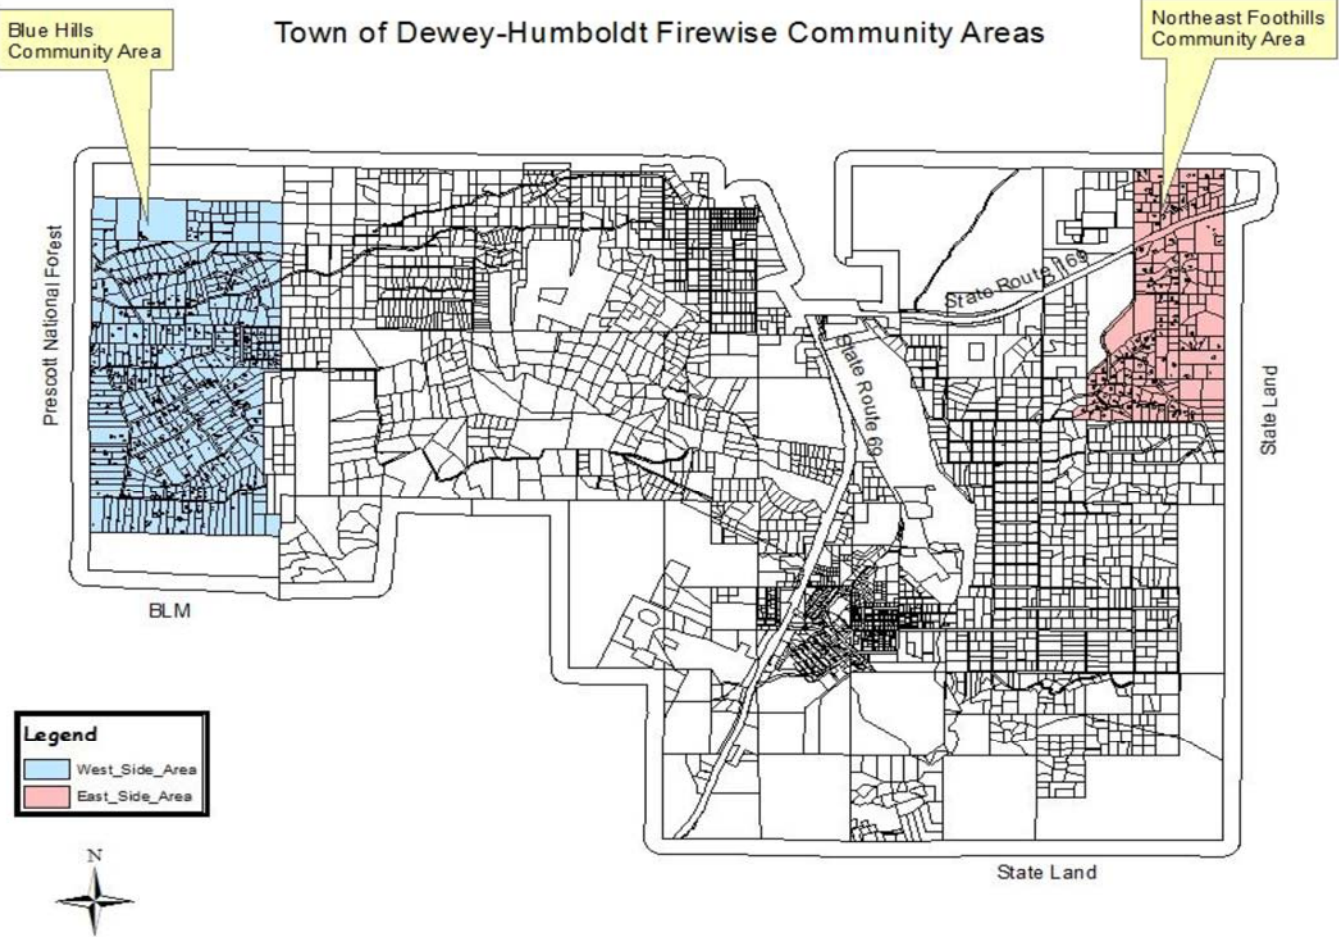 Town of Dewey-Humboldt Firewise Community Areas
Blue Hills
Community Area
Northeast Foothills
Community Area
Prescott National Forest
State Route 169
State Route 69
State Land
BLM
Legend
West_Side_Area
East_Side_Area
N
State Land